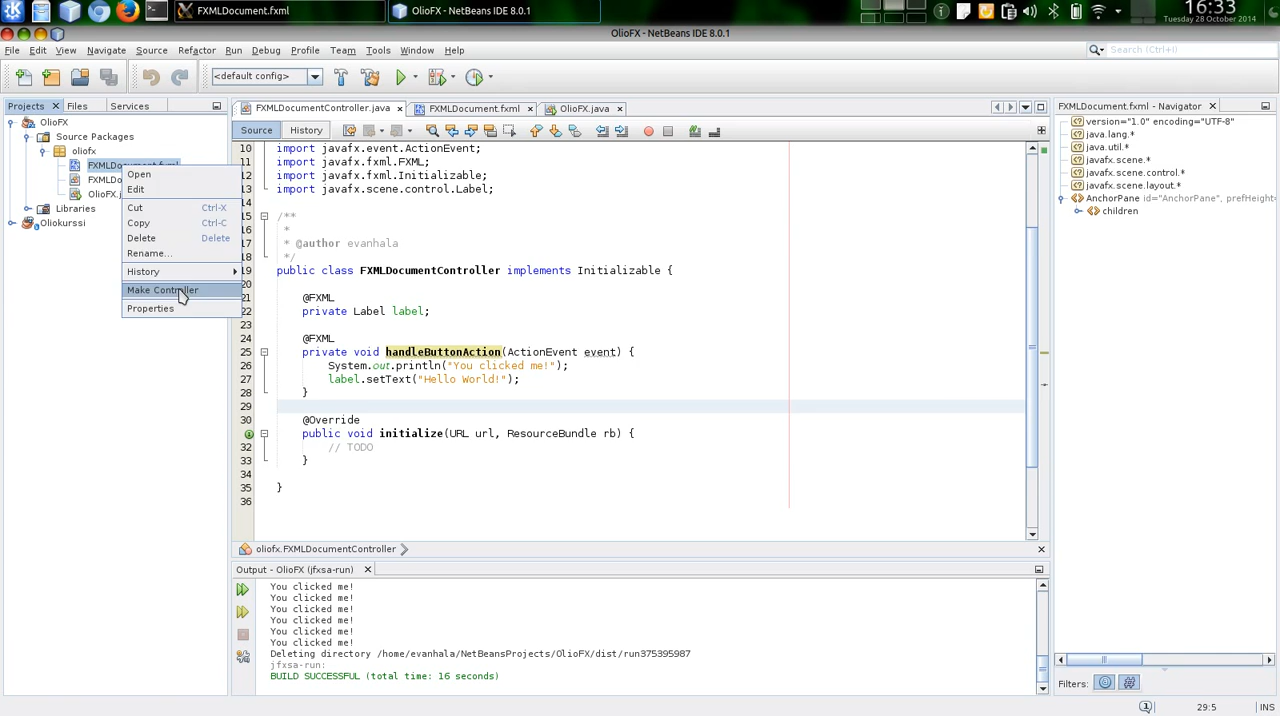 FXMLDocument.fxml
OlioFX - NetBeans IDE 8.0.1
16:33
Tuesday 28 October 2014
OlioFX - NetBeans IDE 8.0.1
File Edit View Navigate Source Refactor Run Debug Profile Team Tools Window Help
Search (Ctrl+I)
<default config>
Projects Files Services
FXMLDocumentController.java FXMLDocument.fxml OlioFX.java
FXMLDocument.fxml - Navigator
Source History
OlioFX
Source Packages
oliofx
FXMLDocument.fxml
FXMLDo
OlioFX.j
Libraries
Oliokurssi
Open
Edit
Cut Ctrl-X
Copy Ctrl-C
Delete Delete
Rename...
History
Make Controller
Properties
10 import javafx.event.ActionEvent;
11 import javafx.fxml.FXML;
12 import javafx.fxml.Initializable;
13 import javafx.scene.control.Label;
14
15 /**
16 *
17 * @author evanhala
18 */
19 public class FXMLDocumentController implements Initializable {
20
21 @FXML
22 private Label label;
23
24 @FXML
25 private void handleButtonAction(ActionEvent event) {
26 System.out.println("You clicked me!");
27 label.setText("Hello World!");
28 }
29
30 @Override
public void initialize(URL url, ResourceBundle rb) {
32 // TODO
33 }
34
35 }
36
oliofx.FXMLDocumentController
Output - OlioFX (jfxsa-run)
You clicked me!
You clicked me!
You clicked me!
You clicked me!
You clicked me!
You clicked me!
Deleting directory /home/evanhala/NetBeansProjects/OlioFX/dist/run375395987
jfxsa-run:
BUILD SUCCESSFUL (total time: 16 seconds)
version="1.0" encoding="UTF-8"
java.lang.*
java.util.*
javafx.scene.*
javafx.scene.control.*
javafx.scene.layout.*
AnchorPane id="AnchorPane", prefHeight=
children
Filters:
29:5 INS